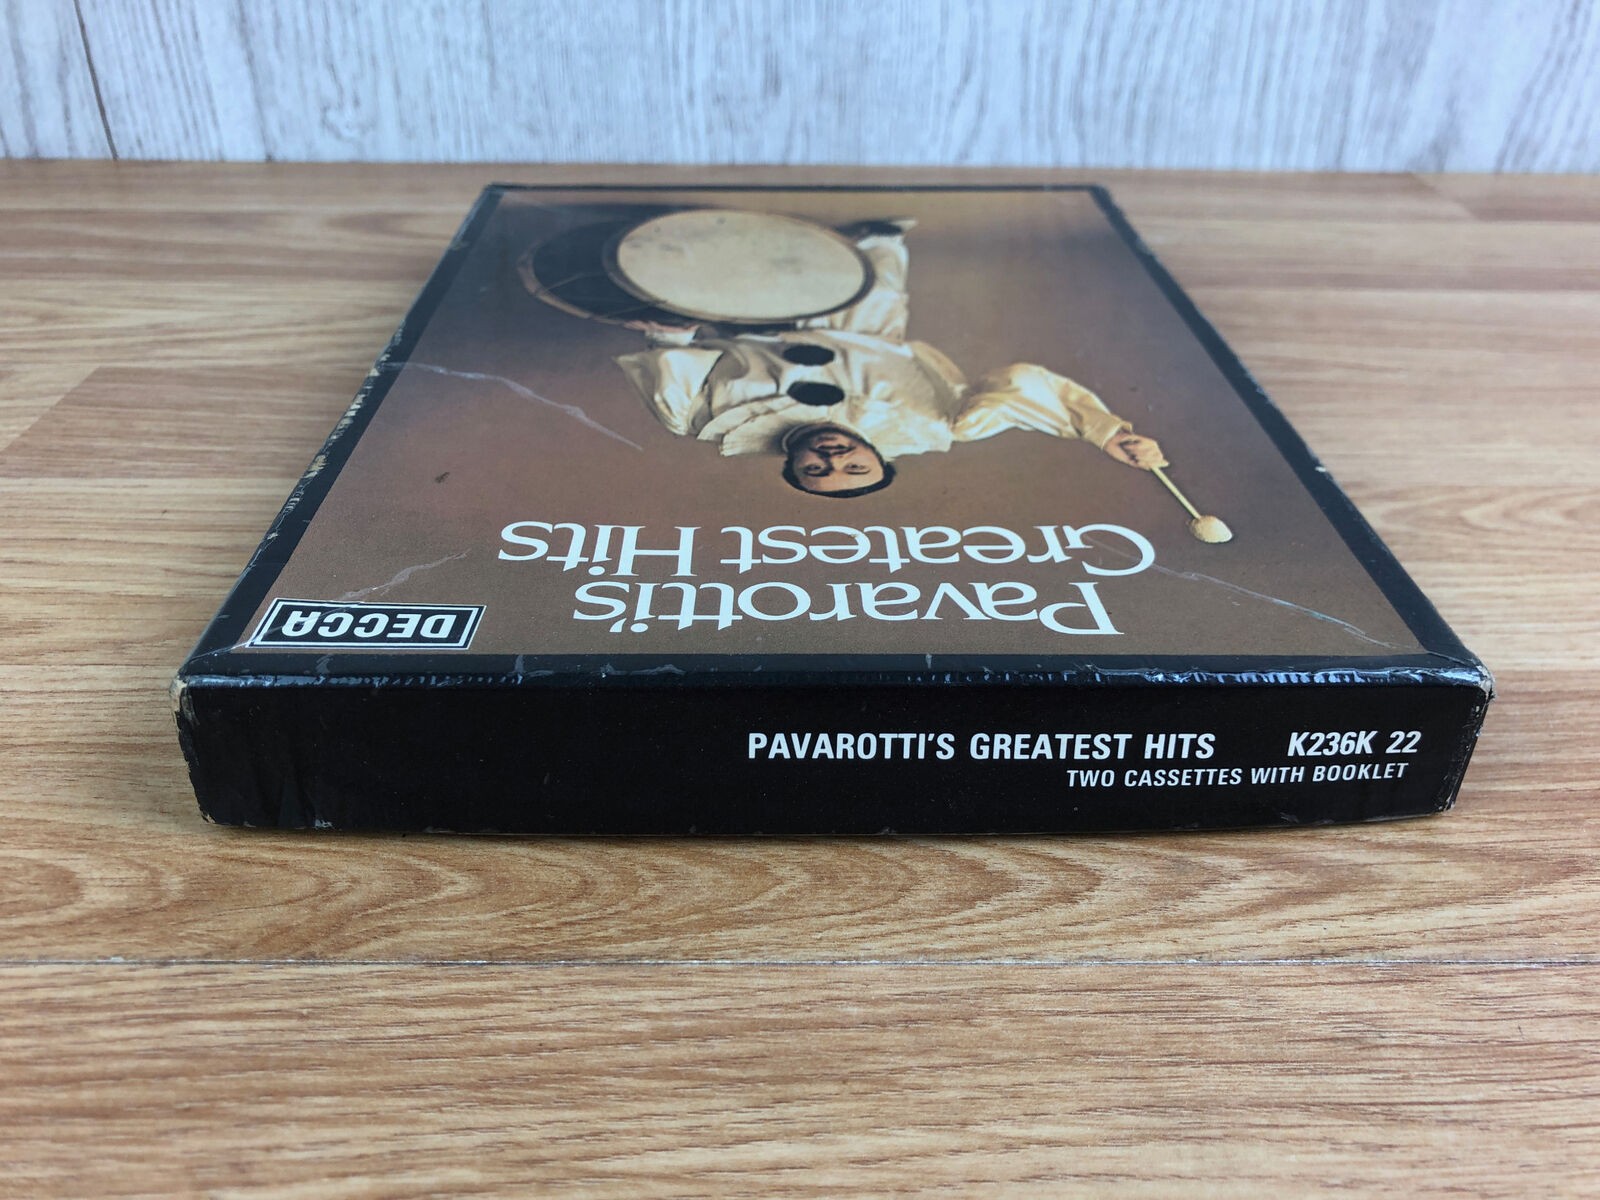 Pavarotti's
Greatest Hits
DECCA
PAVAROTTI'S GREATEST HITS K236K 22
TWO CASSETTES WITH BOOKLET